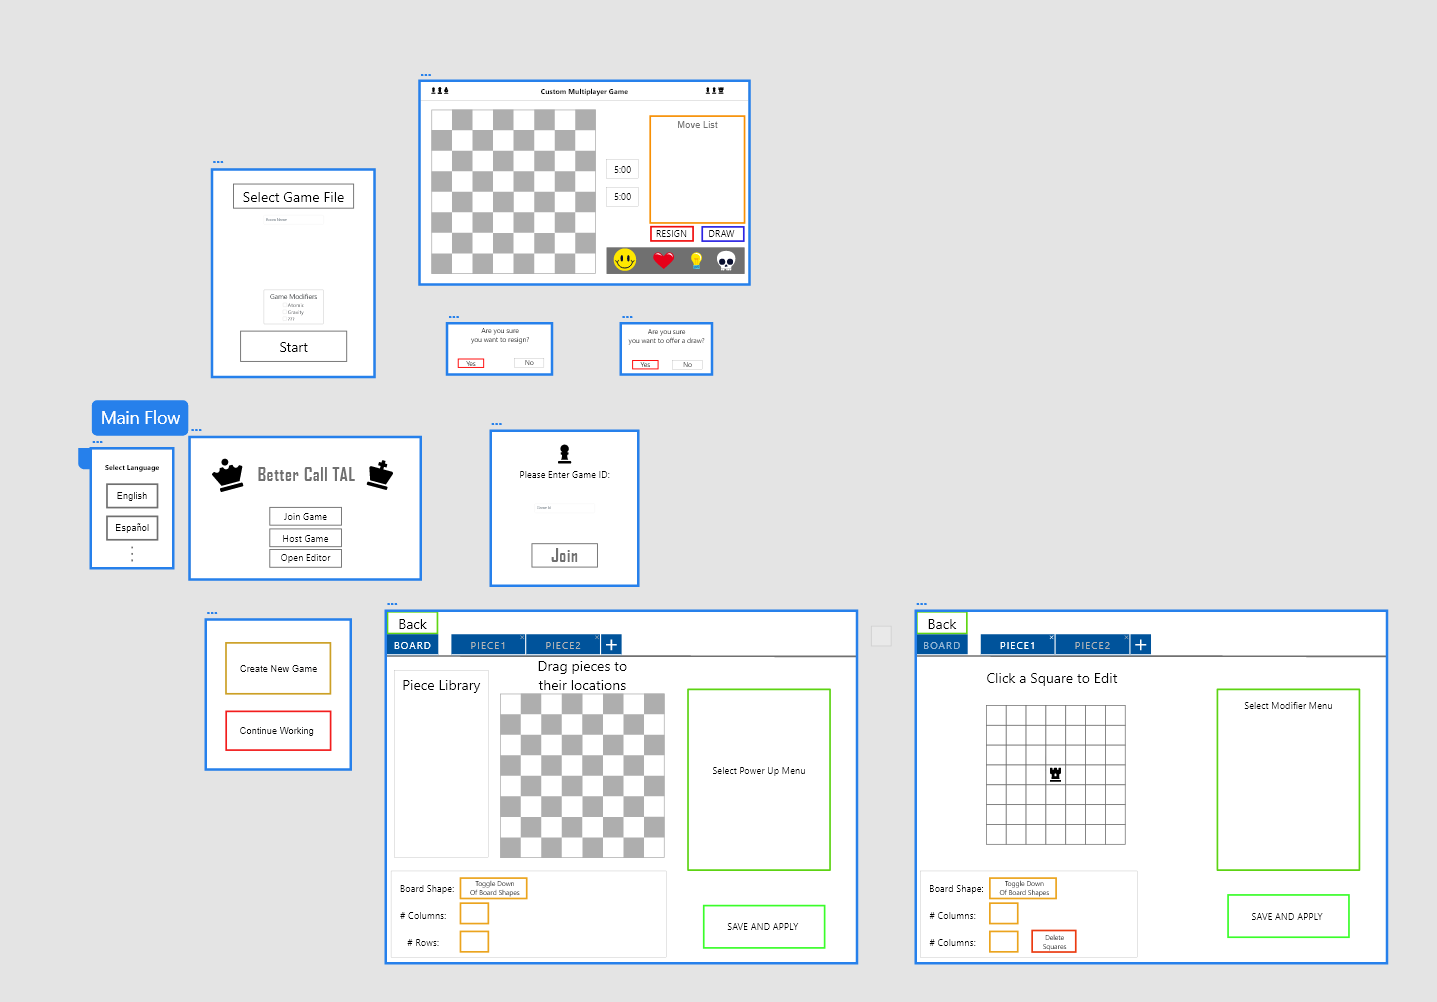 Custom Multiplayer Game
Move List
5:00
5:00
RESIGN
DRAW
Select Game File
Game Modifiers
Atomic
Gravity
Start
Are you sure
you want to resign?
Yes
No
Are you sure
you want to offer a draw?
Yes
No
Main Flow
Select Language
English
Español
Better Call TAL
Join Game
Host Game
Open Editor
Please Enter Game ID:
Game Id
Join
Create New Game
Continue Working
Back
BOARD
PIECE1
×
PIECE2
×
+
Piece Library
Drag pieces to
their locations
Select Power Up Menu
Board Shape:
Toggle Down
Of Board Shapes
# Columns:
# Rows:
SAVE AND APPLY
Back
BOARD
PIECE1
×
PIECE2
×
+
Click a Square to Edit
Select Modifier Menu
Board Shape:
Toggle Down
Of Board Shapes
# Columns:
# Columns:
Delete
Squares
SAVE AND APPLY